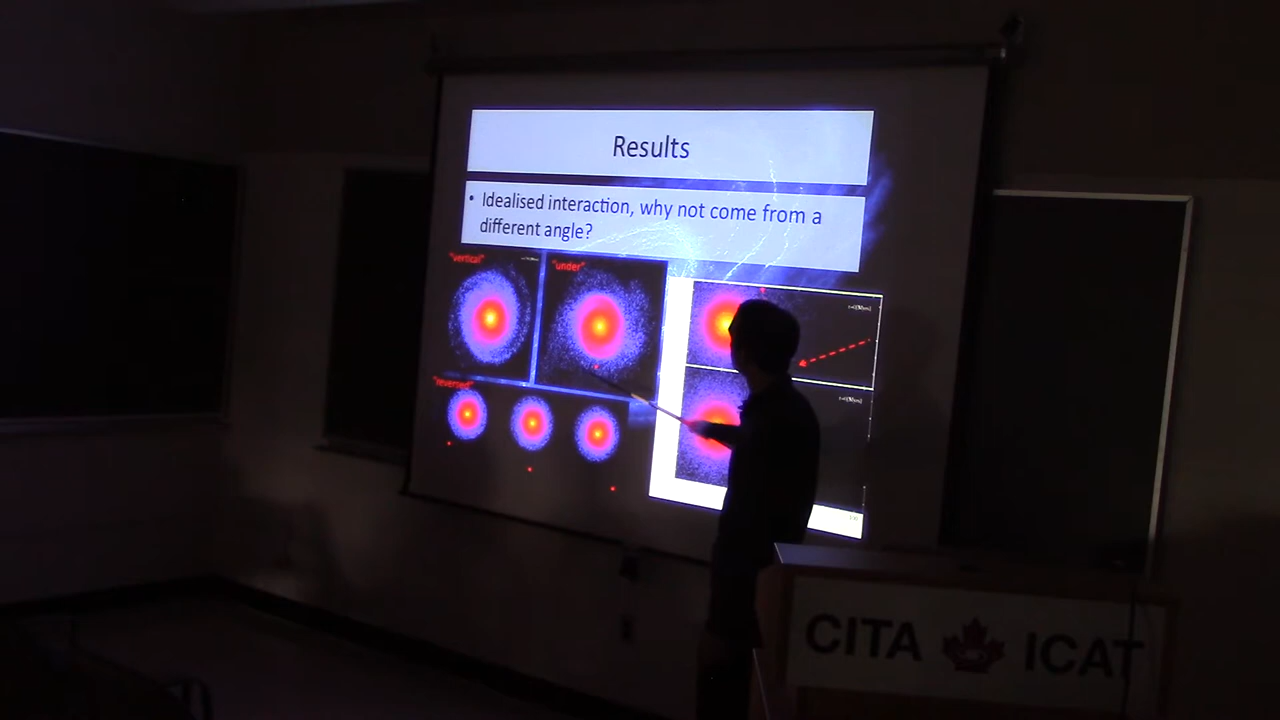 Results
• Idealised interaction, why not come from a
different angle?
"vertical"
"under"
"reversed"
CITA ICAT